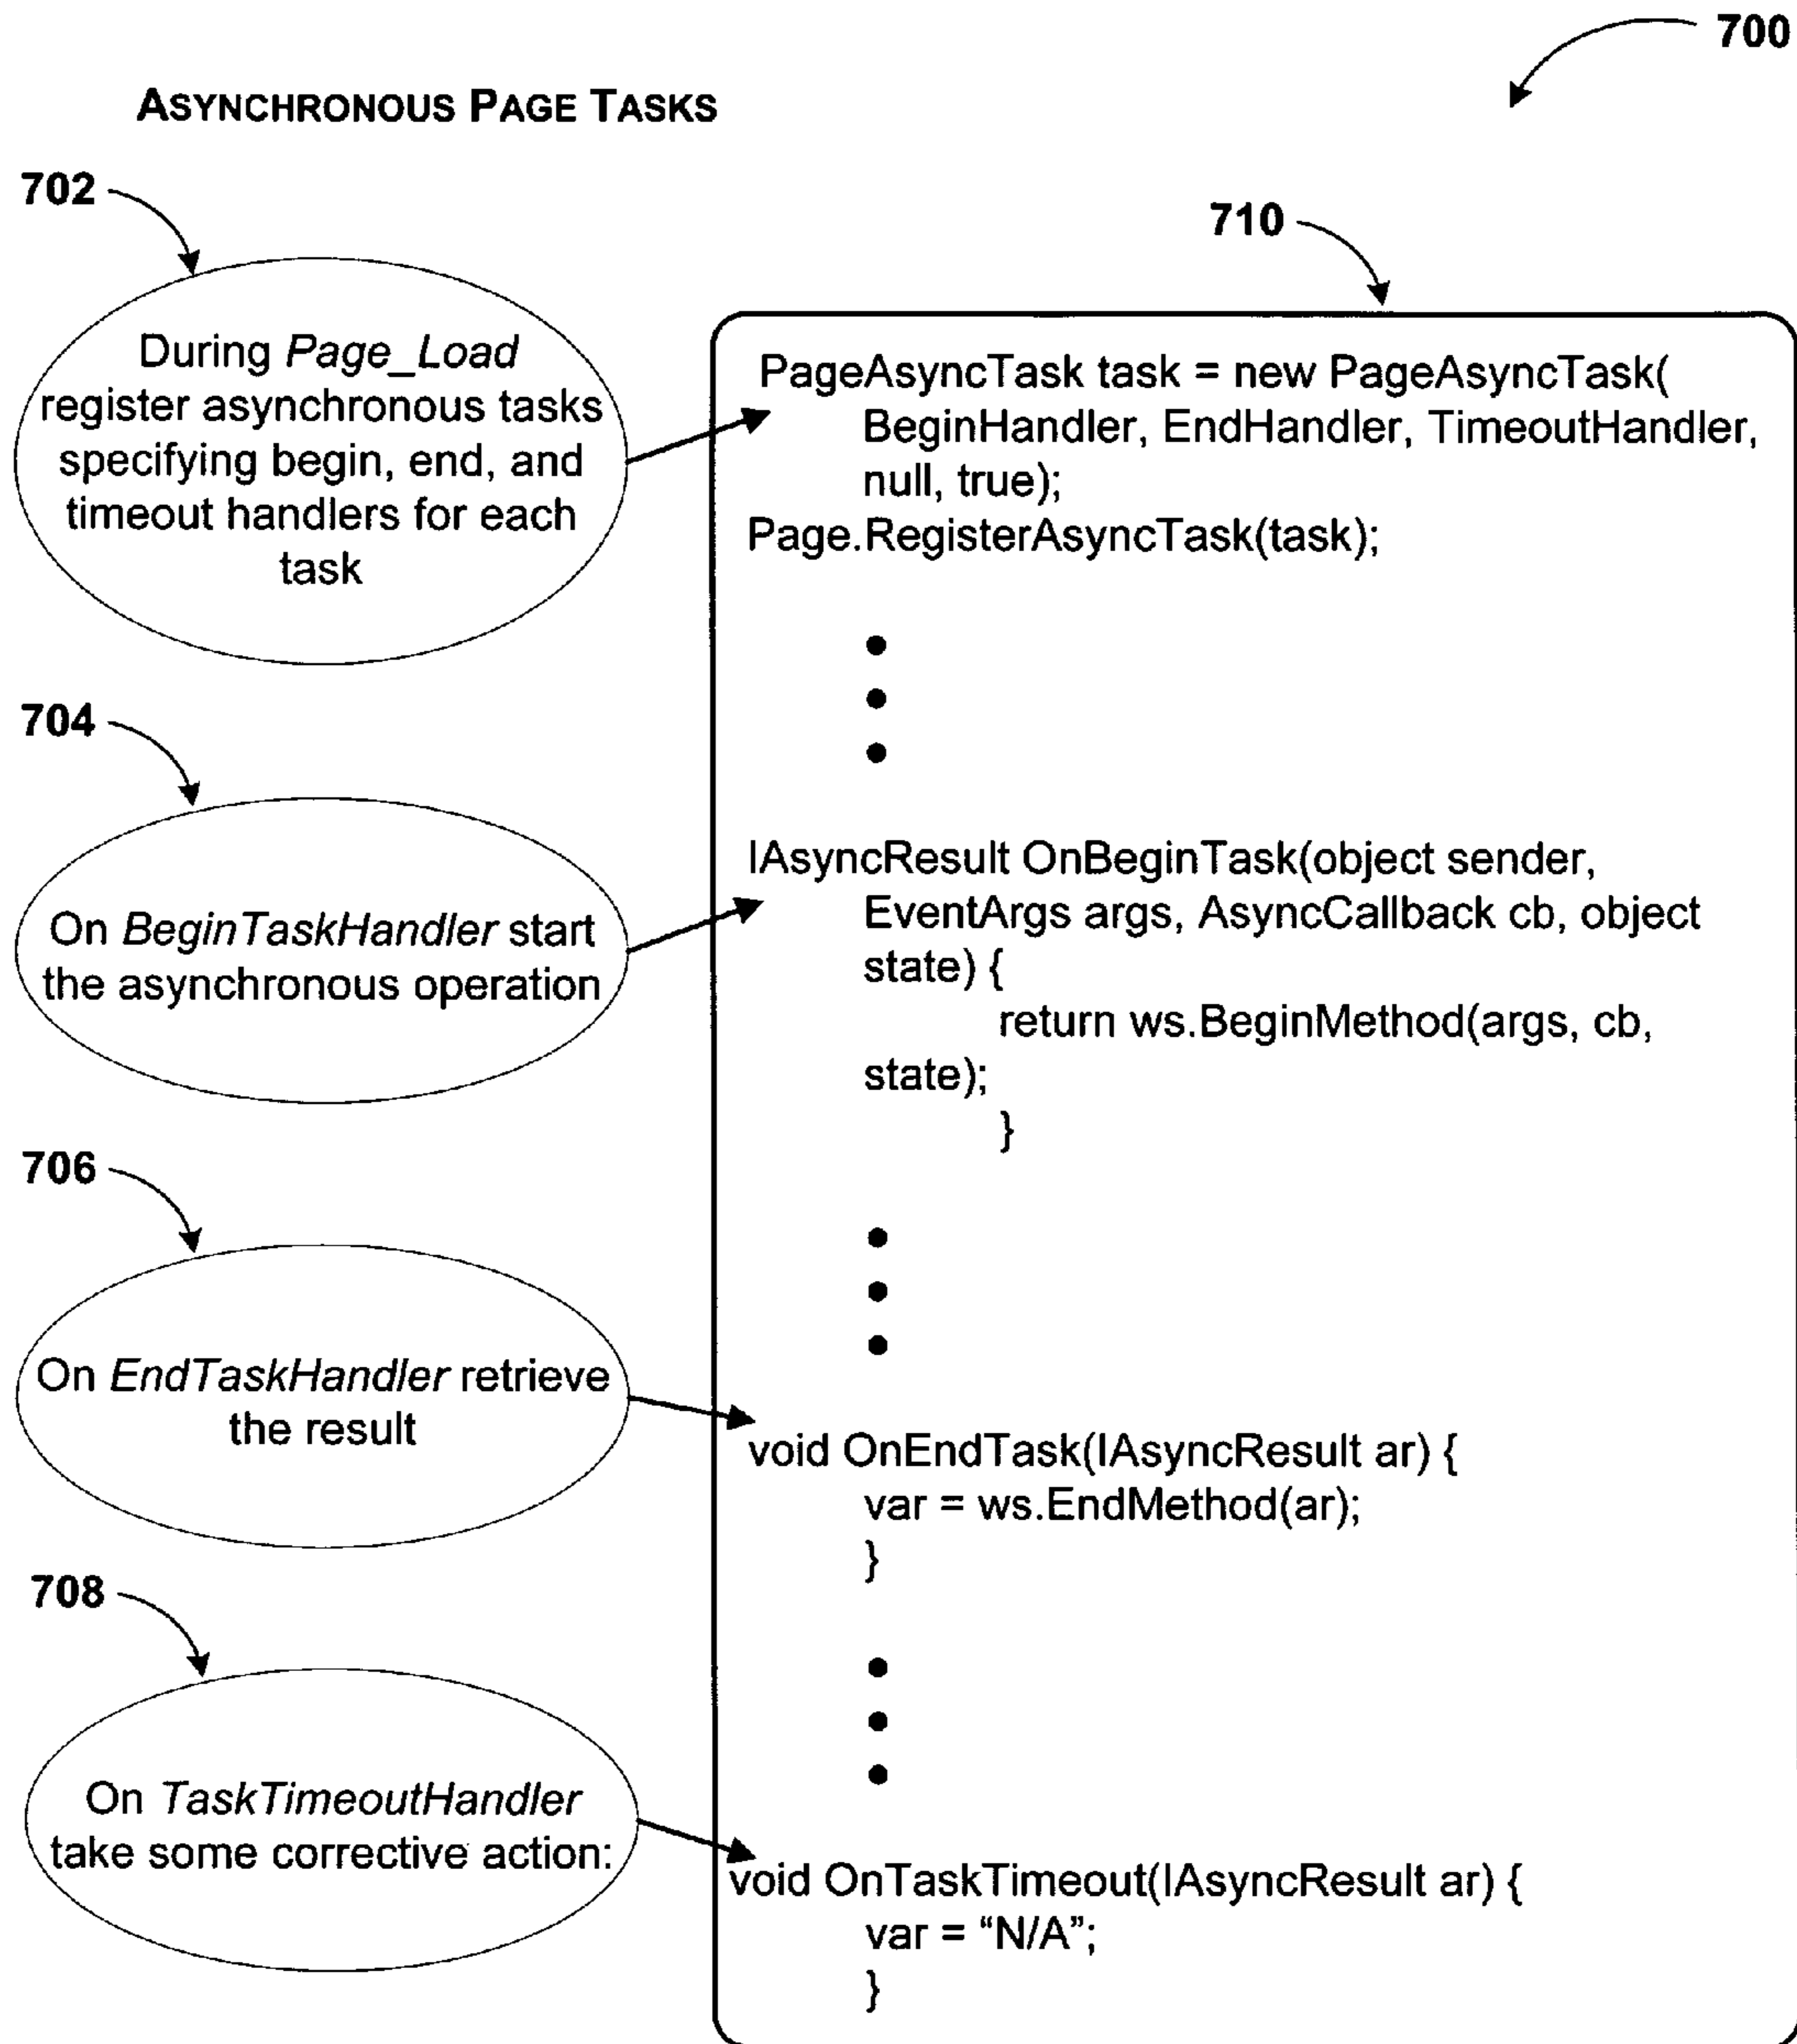 700
ASYNCHRONOUS PAGE TASKS
702
During Page_Load
register asynchronous tasks
specifying begin, end, and
timeout handlers for each
task
704
On BeginTaskHandler start
the asynchronous operation
706
On EndTaskHandler retrieve
the result
708
On TaskTimeoutHandler
take some corrective action:
710
PageAsyncTask task = new PageAsyncTask(
BeginHandler, EndHandler, TimeoutHandler,
null, true);
Page.RegisterAsyncTask(task);
IAsyncResult OnBeginTask(object sender,
EventArgs args, AsyncCallback cb, object
state) {
return ws.BeginMethod(args, cb,
state);
}
void OnEndTask(IAsyncResult ar) {
var = ws.EndMethod(ar);
}
void OnTaskTimeout(IAsyncResult ar) {
var = “N/A”;
}